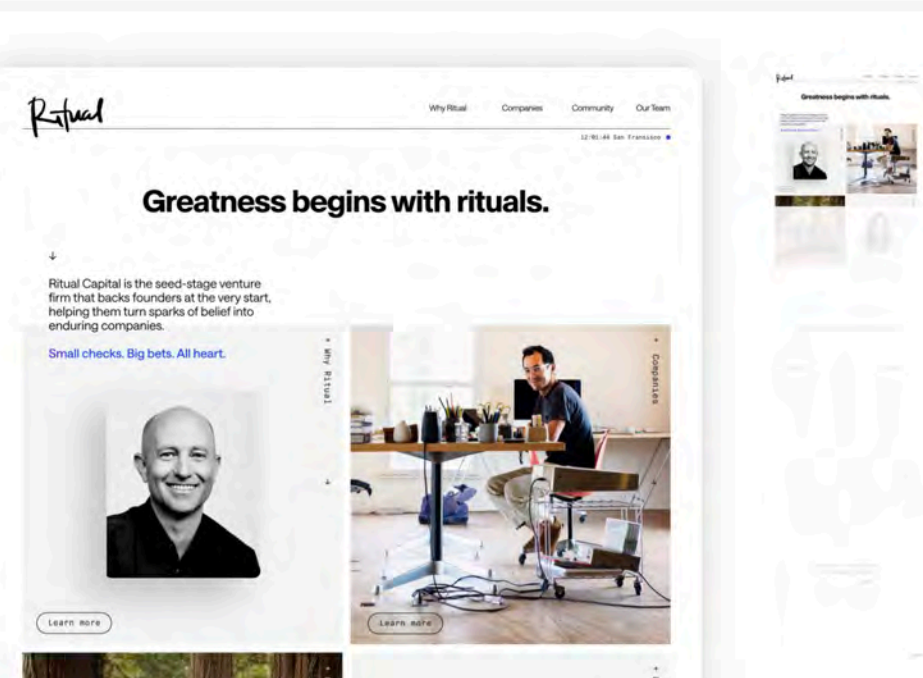 Ritual
Why Ritual
Companies
Community
Our Team
12:01:44 San Francisco
Greatness begins with rituals.
↓
Ritual Capital is the seed-stage venture
firm that backs founders at the very start,
helping them turn sparks of belief into
enduring companies.
Small checks. Big bets. All heart.
Why Ritual
Companies
Learn more
Learn more
Ritual
Greatness begins with rituals.